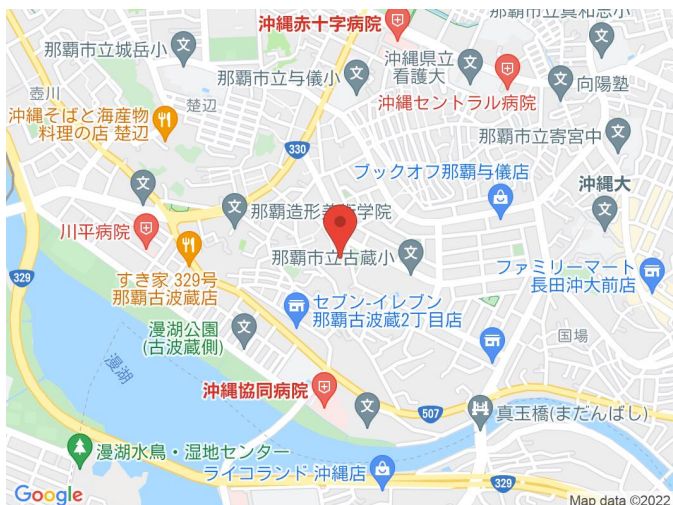 沖縄赤十字病院
那覇市立真和志小
那覇市立城岳小
那覇市立与儀小
沖縄県立
看護大
向陽塾
沖縄セントラル病院
壺川
楚辺
沖縄そばと海産物
料理の店 楚辺
那覇市立寄宮中
330
ブックオフ那覇与儀店
沖縄大
那覇造形美術学院
川平病院
那覇市立古蔵小
ファミリーマート
長田沖大前店
329
すき家 329号
那覇古波蔵店
セブン-イレブン
那覇古波蔵2丁目店
漫湖公園
(古波蔵側)
国場
漫湖
沖縄協同病院
507
真玉橋(まだんばし)
漫湖水鳥・湿地センター
ライコランド 沖縄店
329
Google
Map data ©2022